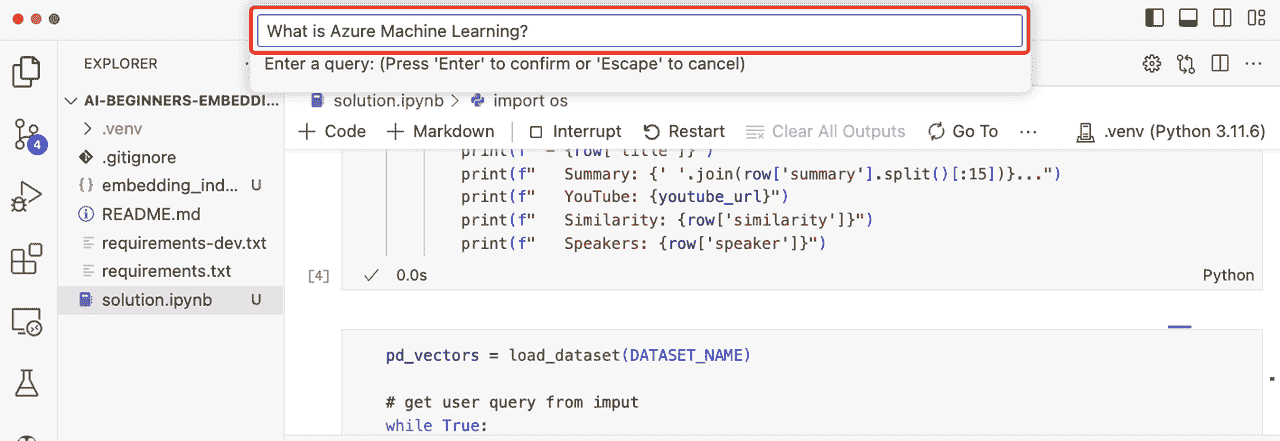 What is Azure Machine Learning?
Enter a query: (Press 'Enter' to confirm or 'Escape' to cancel)
EXPLORER
AI-BEGINNERS-EMBEDDI...
.venv
.gitignore
embedding_ind... U
README.md
requirements-dev.txt
requirements.txt
solution.ipynb U
4
solution.ipynb > import os
+ Code + Markdown | Interrupt Restart Clear All Outputs Go To ... .venv (Python 3.11.6)
print(f" - {row['title']}")
print(f"   Summary: {' '.join(row['summary'].split()[:15])}...")
print(f"   YouTube: {youtube_url}")
print(f"   Similarity: {row['similarity']}")
print(f"   Speakers: {row['speaker']}")
[4] ✓ 0.0s Python
pd_vectors = load_dataset(DATASET_NAME)
# get user query from imput
while True: